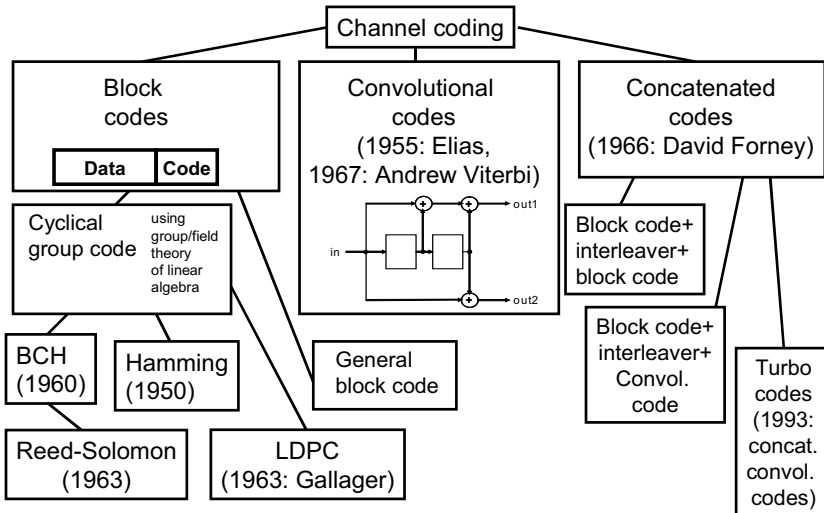 Channel coding
Block
codes
Data Code
Convolutional
codes
(1955: Elias,
1967: Andrew Viterbi)
in
+
+
out1
+
out2
Concatenated
codes
(1966: David Forney)
Cyclical
group code
using
group/field
theory
of linear
algebra
Block code+
interleaver+
block code
BCH
(1960)
Hamming
(1950)
General
block code
Block code+
interleaver+
Convol.
code
Turbo
codes
(1993:
concat.
convol.
codes)
Reed-Solomon
(1963)
LDPC
(1963: Gallager)